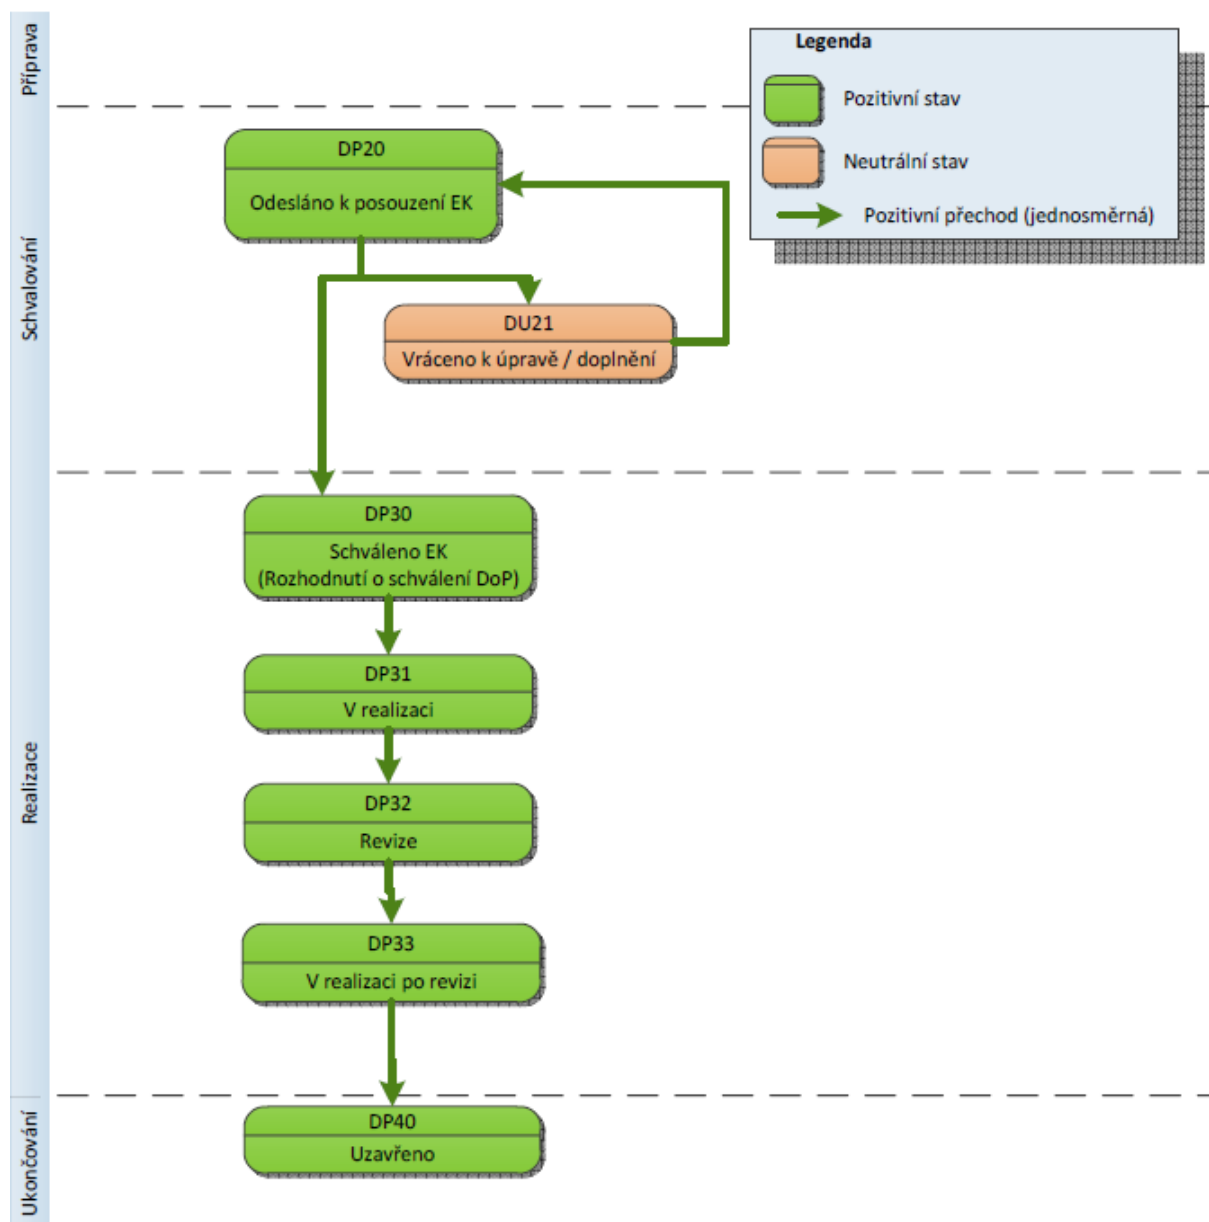 Příprava
Legenda
Pozitivní stav
Neutrální stav
Pozitivní přechod (jednosměrná)
Schvalování
DP20
Odesláno k posouzení EK
DU21
Vráceno k úpravě / doplnění
Realizace
DP30
Schváleno EK
(Rozhodnutí o schválení DoP)
DP31
V realizaci
DP32
Revize
DP33
V realizaci po revizi
Ukončování
DP40
Uzavřeno